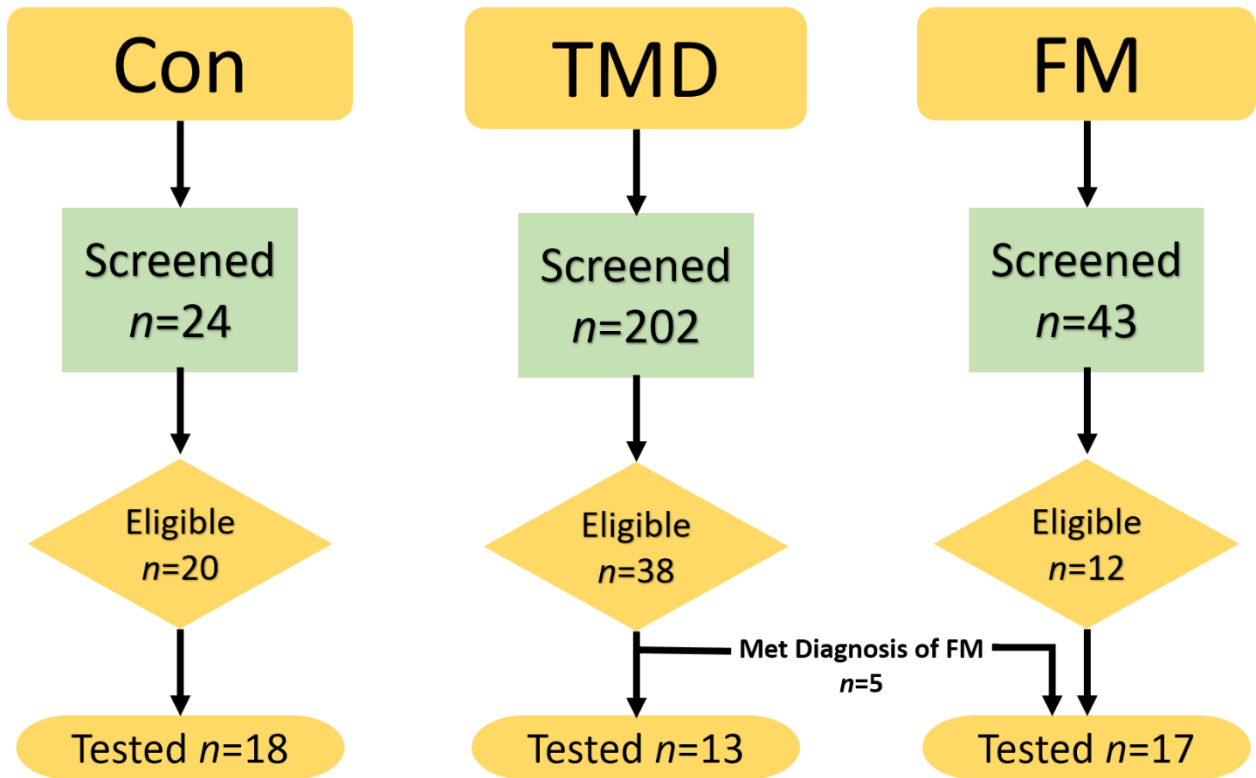 Con
TMD
FM
Screened
n=24
Screened
n=202
Screened
n=43
Eligible
n=20
Eligible
n=38
Eligible
n=12
Met Diagnosis of FM
n=5
Tested n=18
Tested n=13
Tested n=17